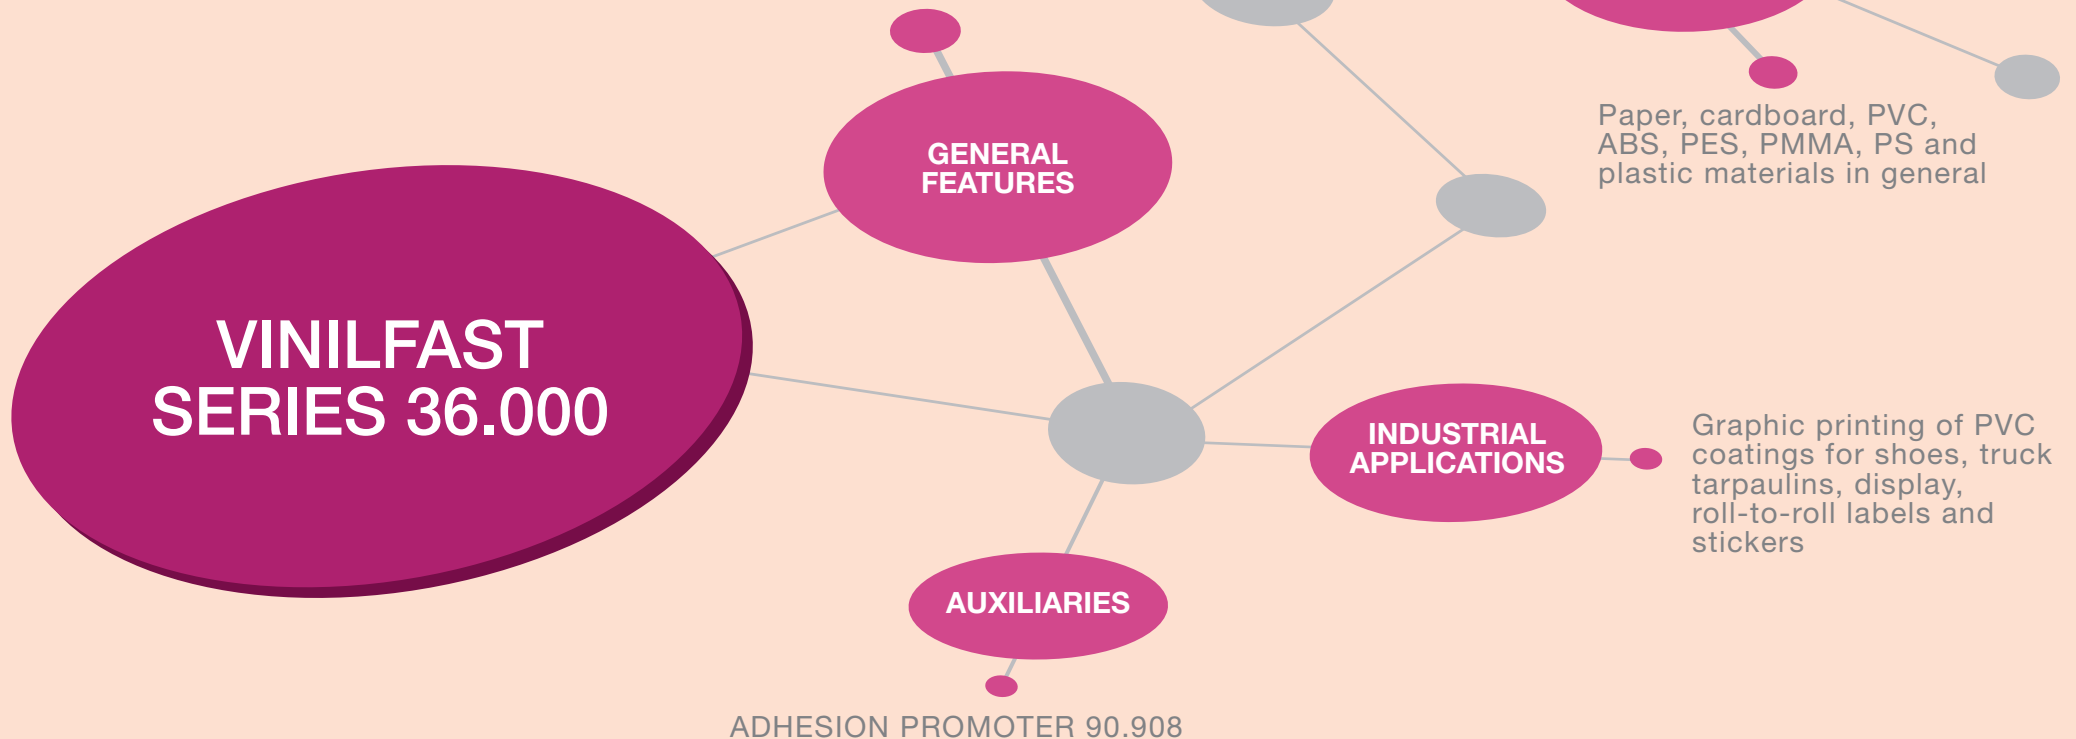 GENERAL
FEATURES
Paper, cardboard, PVC,
ABS, PES, PMMA, PS and
plastic materials in general
VINILFAST
SERIES 36.000
INDUSTRIAL
APPLICATIONS
Graphic printing of PVC
coatings for shoes, truck
tarpaulins, display,
roll-to-roll labels and
stickers
AUXILIARIES
ADHESION PROMOTER 90.908